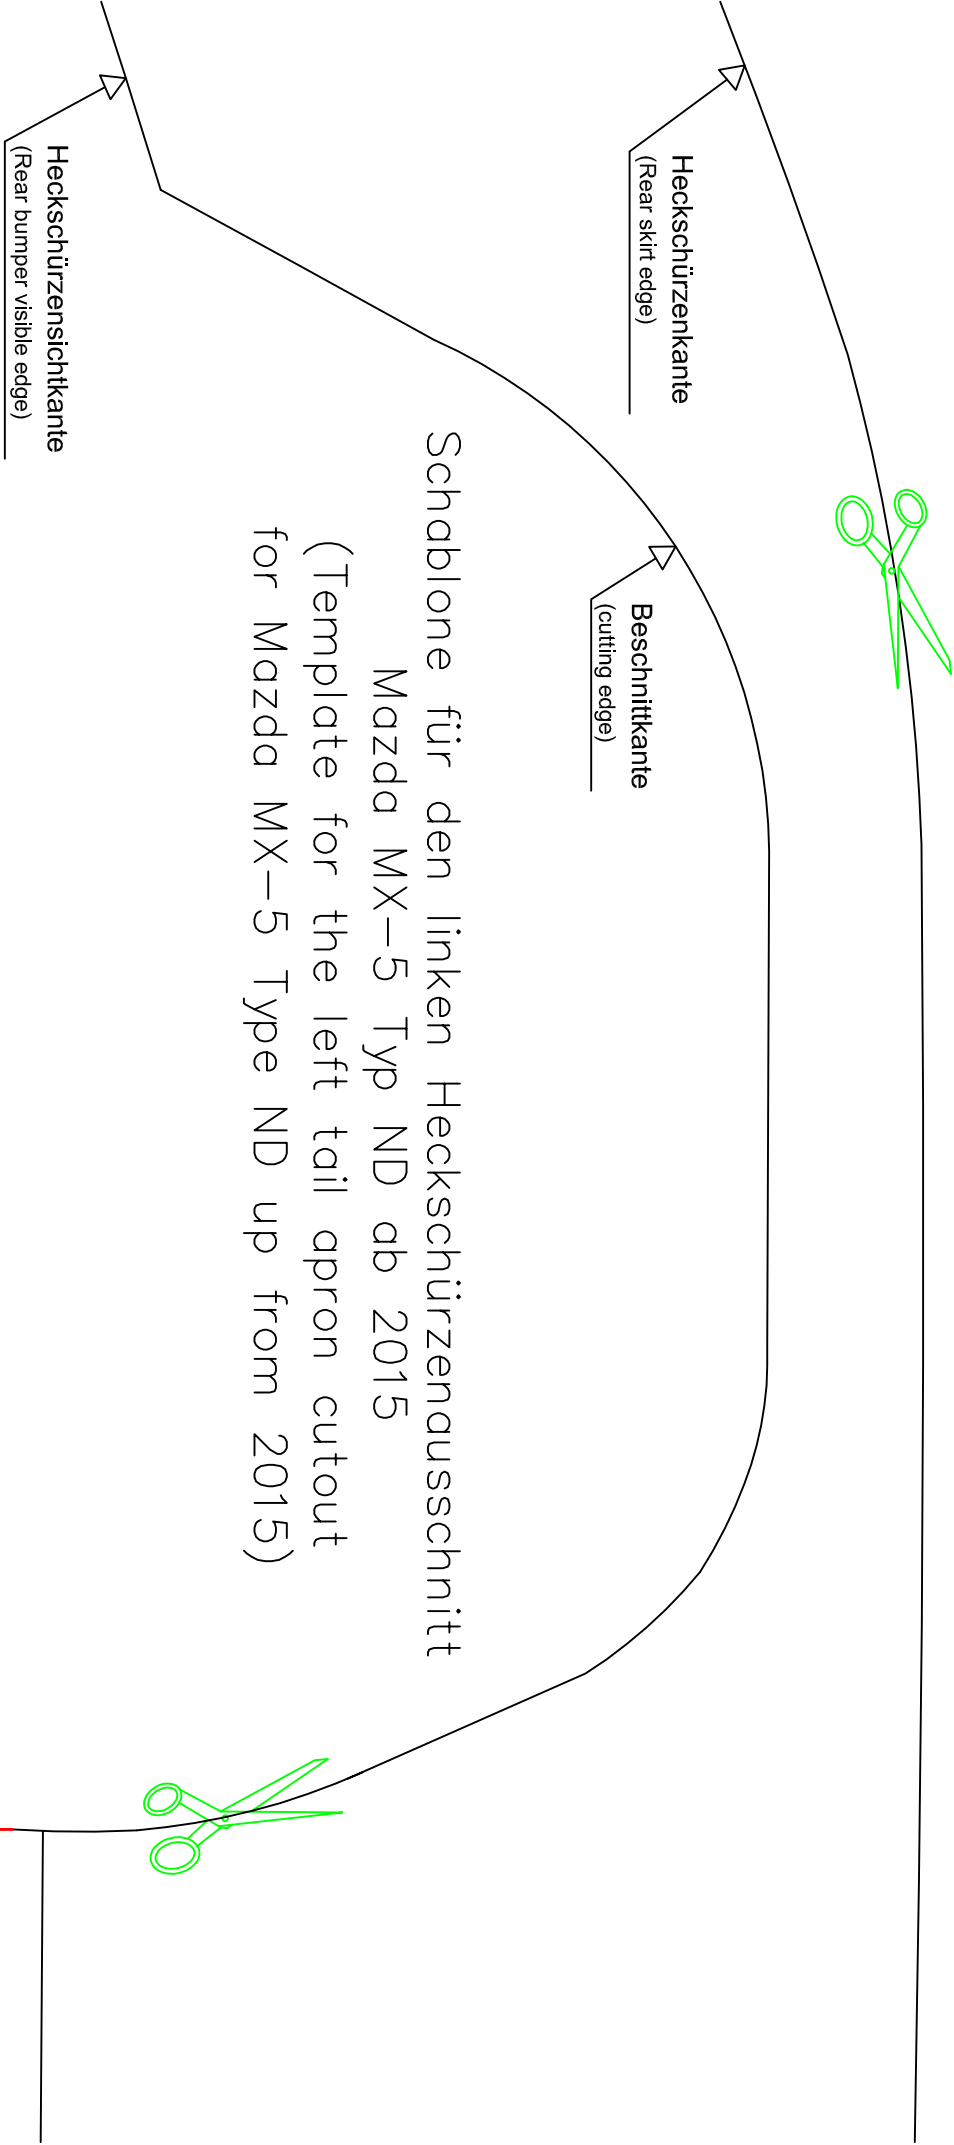 Heckschürzenkante
(Rear skirt edge)
Beschnittkante
(cutting edge)
Schablone für den linken Heckschürzenausschnitt
Mazda MX-5 Typ ND ab 2015
(Template for the left tail apron cutout
for Mazda MX-5 Type ND up from 2015)
Heckschürzensichtkante
(Rear bumper visible edge)